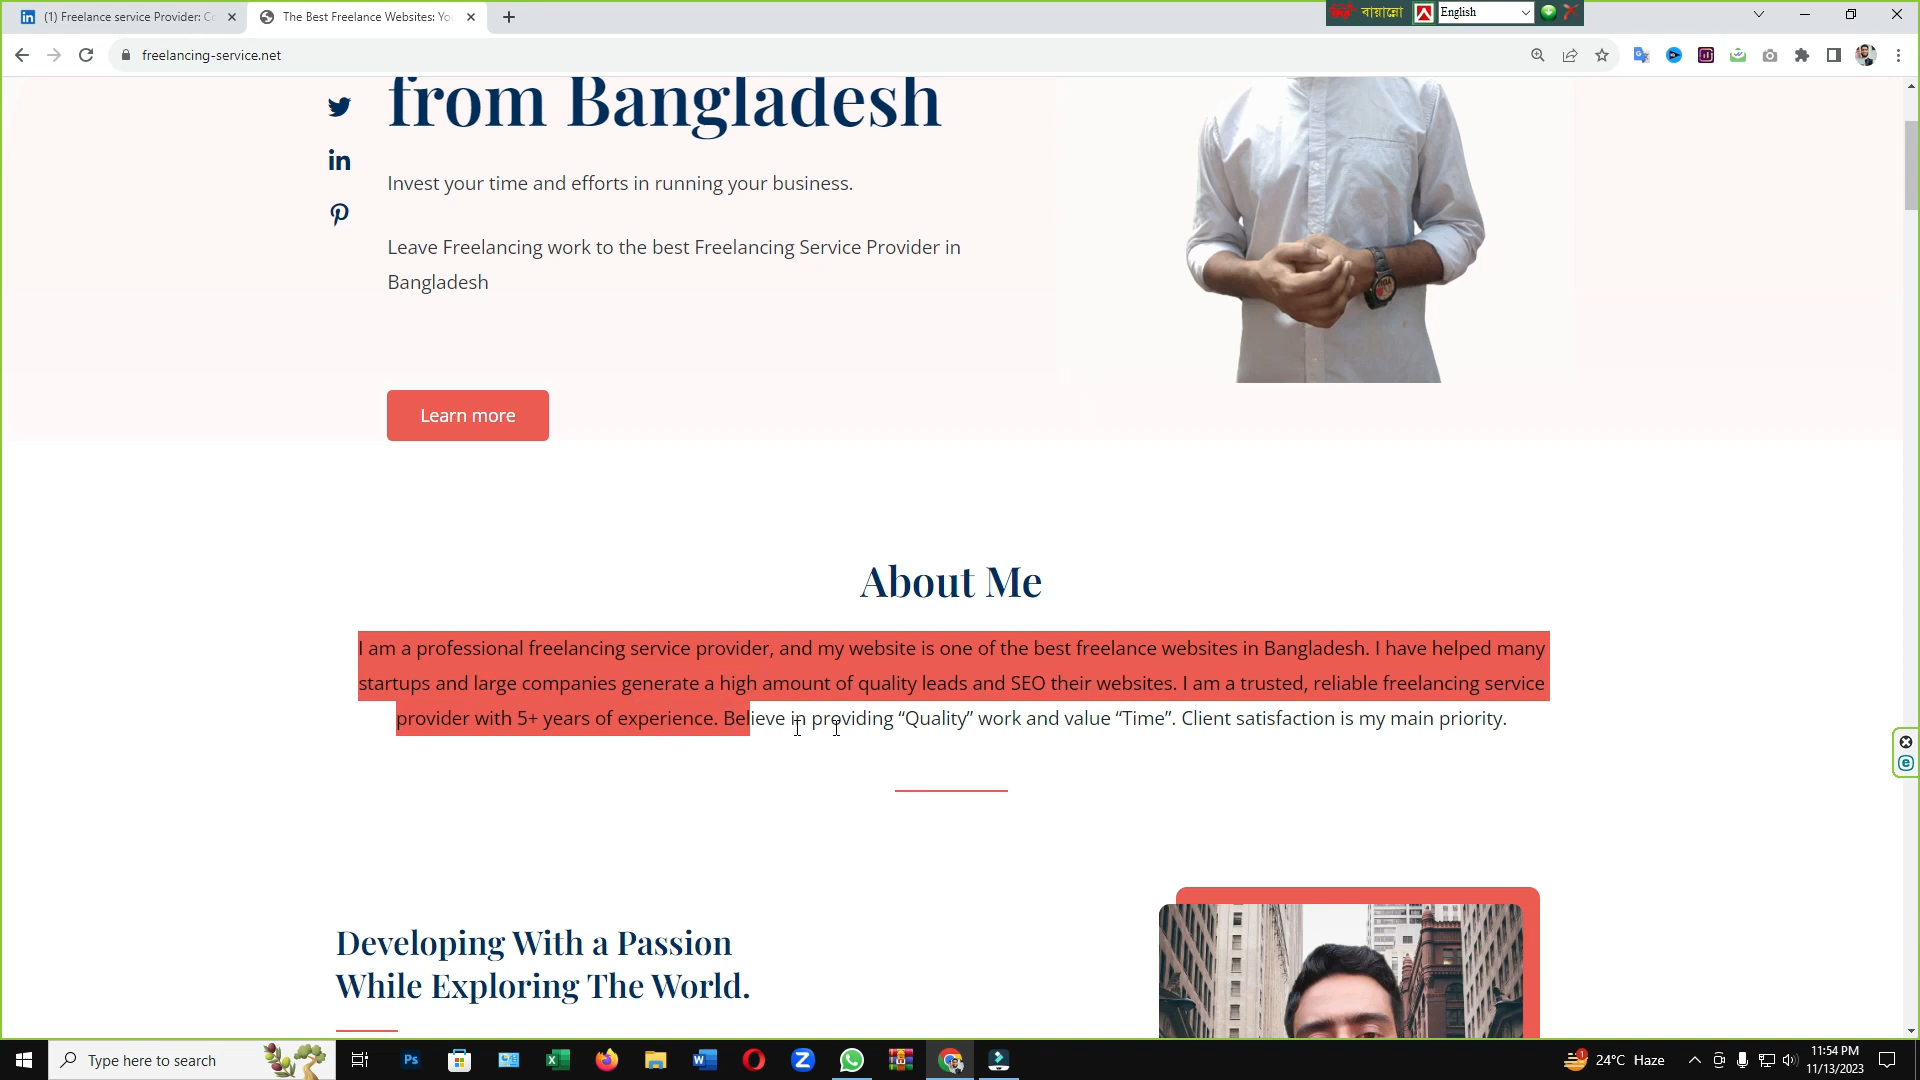 (1) Freelance service Provider: Co
The Best Freelance Websites: Yo
বায়ান্নো
English
freelancing-service.net
from Bangladesh
Invest your time and efforts in running your business.
Leave Freelancing work to the best Freelancing Service Provider in
Bangladesh
Learn more
About Me
I am a professional freelancing service provider, and my website is one of the best freelance websites in Bangladesh. I have helped many
startups and large companies generate a high amount of quality leads and SEO their websites. I am a trusted, reliable freelancing service
provider with 5+ years of experience. Believe in providing “Quality” work and value “Time”. Client satisfaction is my main priority.
Developing With a Passion
While Exploring The World.
Type here to search
24°C Haze
11:54 PM
11/13/2023